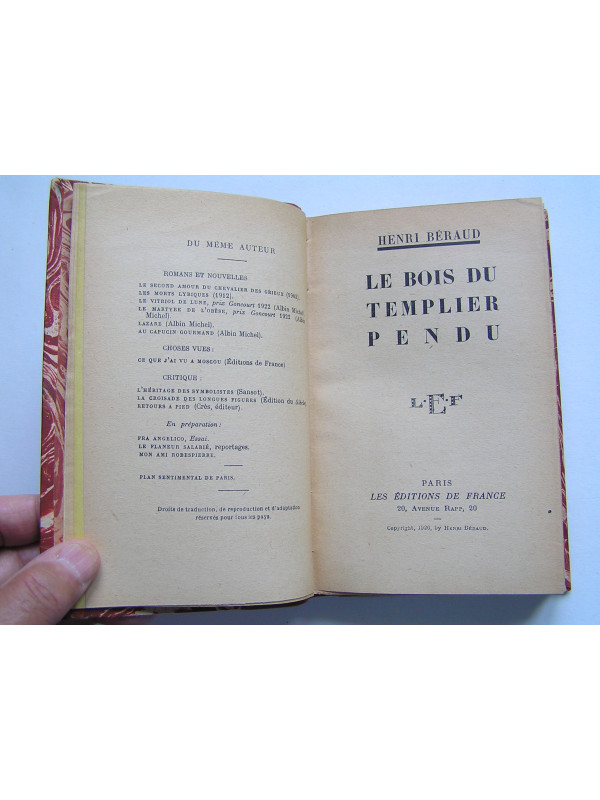 DU MÊME AUTEUR
ROMANS ET NOUVELLES
LE SECOND AMOUR DU CHEVALIER DES GRIEUX
LES MORTS LYRIQUES (1912).
LE VITRIOL DE LUNE, prix Goncourt 1922 (Albin Michel)
LE MARTYRE DE L'OBÈSE, prix Goncourt 1922 (Albin
Michel).
LAZARE (Albin Michel).
AU CAPUCIN GOURMAND (Albin Michel).
CHOSES VUES :
CE QUE J'AI VU A MOSCOU (Éditions de France)
CRITIQUE :
L'HÉRITAGE DES SYMBOLISTES (Sansot).
LA CROISADE DES LONGUES FIGURES (Édition du Siècle)
RETOURS A PIED (Crès, éditeur).
En préparation :
FRA ANGELICO, Essai.
LE FLANEUR SALARIÉ, reportages.
MON AMI ROBESPIERRE.
PLAN SENTIMENTAL DE PARIS.
Droits de traduction, de reproduction et d'adaptation
réservés pour tous les pays.
HENRI BÉRAUD
LE BOIS DU
TEMPLIER
PENDU
L·E·F
PARIS
LES ÉDITIONS DE FRANCE
20, AVENUE RAPP, 20
Copyright, 1926, by HENRI BÉRAUD.